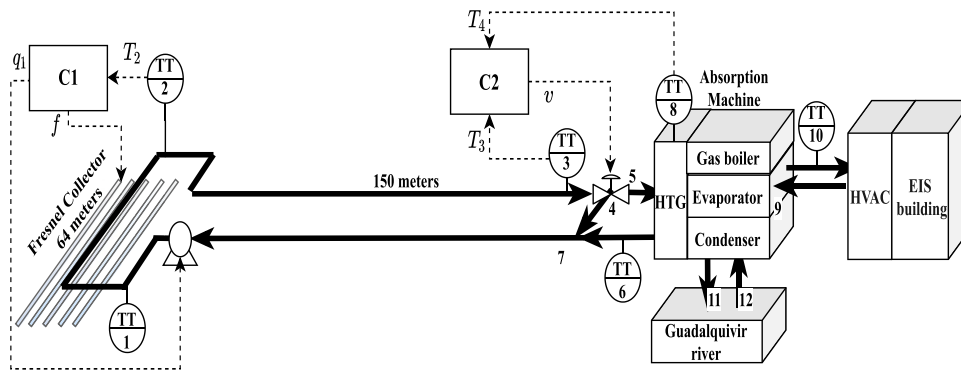 q₁
C1
T₂
TT
2
f
Fresnel Collector
64 meters
TT
1
150 meters
T₄
C2
v
T₃
TT
3
4
5
7
TT
6
TT
8
Absorption
Machine
HTG
Gas boiler
Evaporator
Condenser
TT
10
9
HVAC
EIS
building
11
12
Guadalquivir
river